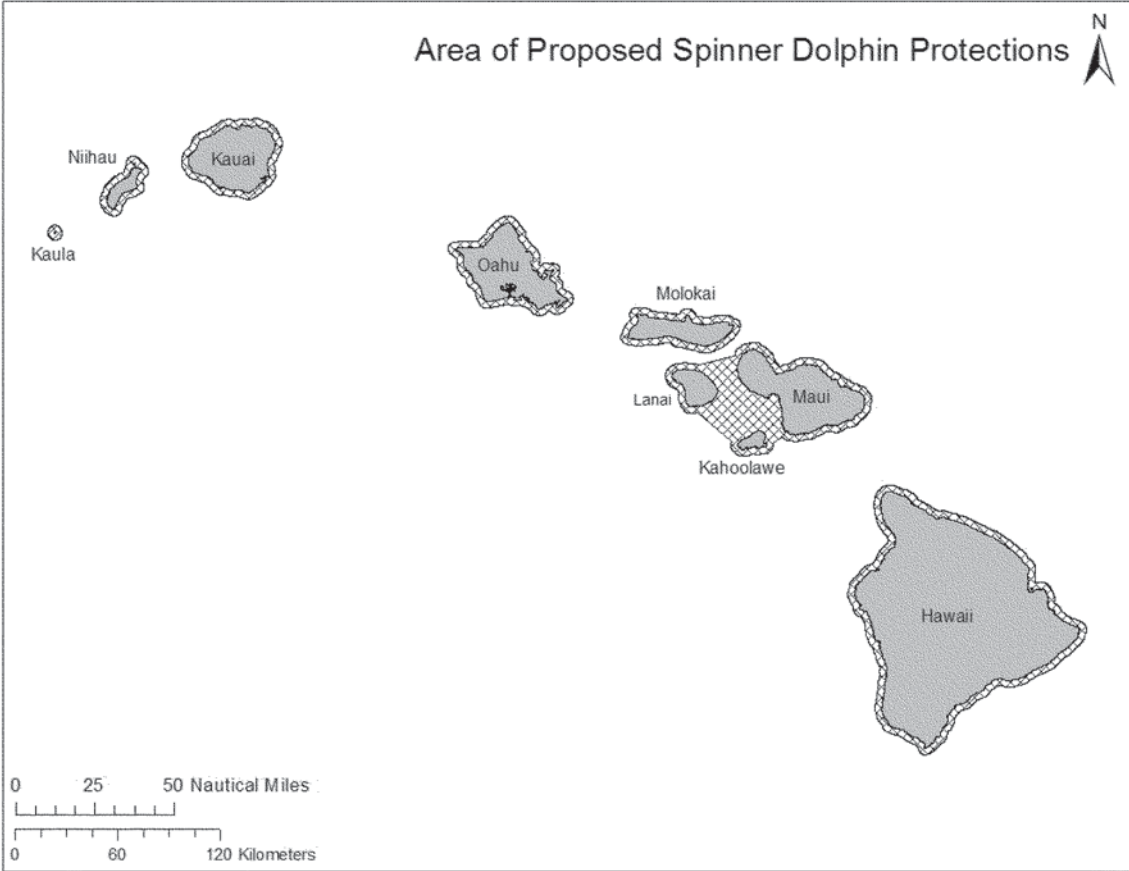 N
Area of Proposed Spinner Dolphin Protections
Niihau
Kauai
Kaula
Oahu
Molokai
Lanai
Maui
Kahoolawe
Hawaii
0 25 50 Nautical Miles
0 60 120 Kilometers